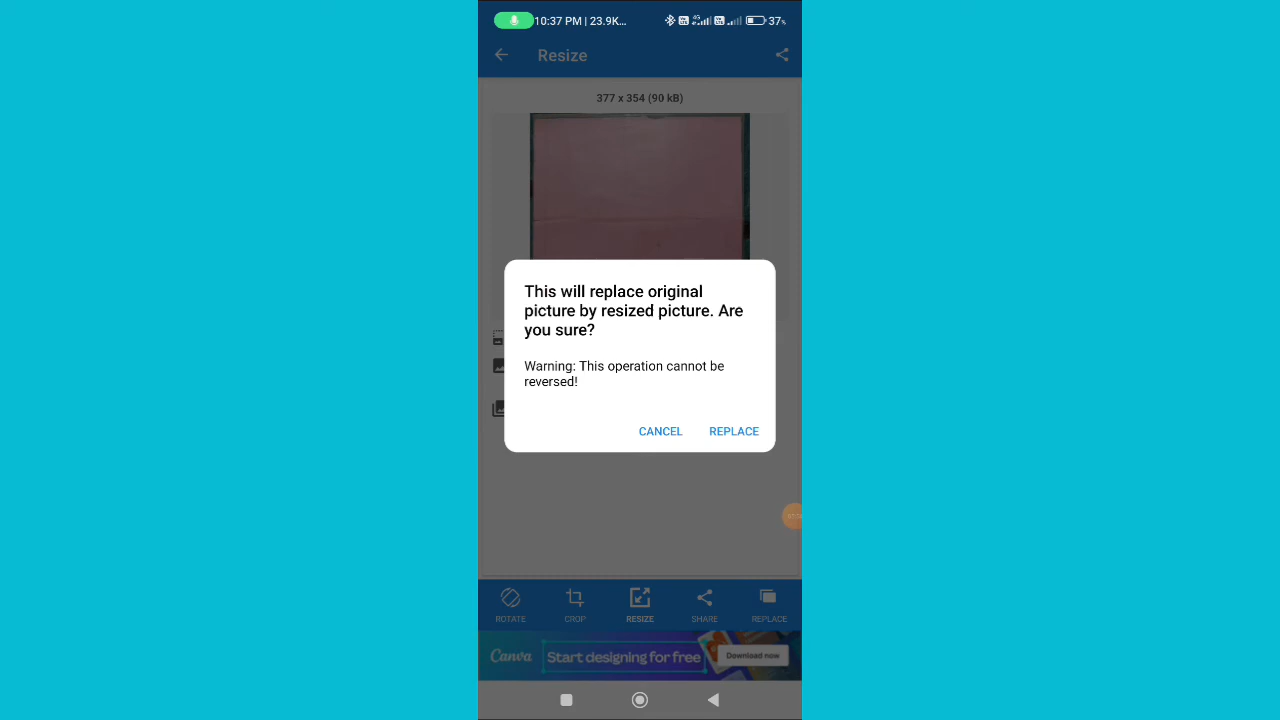 10:37 PM | 23.9K...
4G
37%
Resize
377 x 354 (90 kB)
This will replace original
picture by resized picture. Are
you sure?
Warning: This operation cannot be
reversed!
CANCEL REPLACE
ROTATE CROP RESIZE SHARE REPLACE
Canva Start designing for free Download now